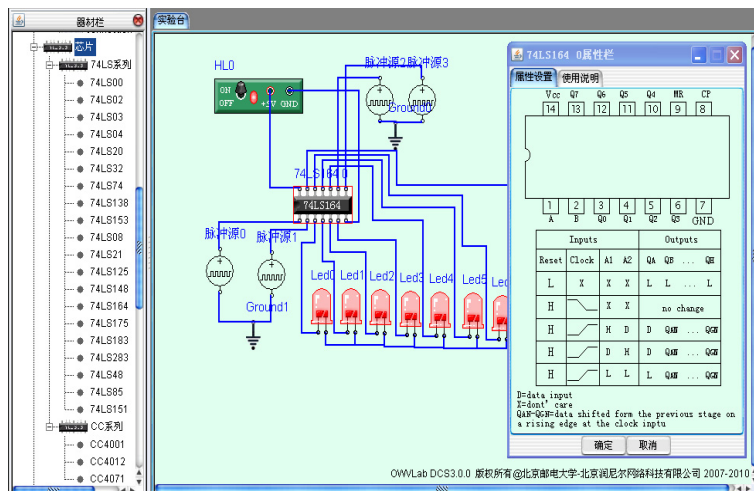 器材栏
芯片
74LS系列
74LS00
74LS02
74LS03
74LS04
74LS20
74LS32
74LS74
74LS138
74LS153
74LS08
74LS21
74LS125
74LS148
74LS164
74LS175
74LS183
74LS283
74LS48
74LS85
74LS151
CC系列
CC4001
CC4012
CC4071
实验台
HL0
ON
OFF
+5V GND
脉冲源2 脉冲源3
Ground0
74LS164 0
74LS164
脉冲源0 脉冲源1
Ground1
Led0 Led1 Led2 Led3 Led4 Led5
OWVLab DCS3.0.0 版权所有@北京邮电大学-北京润尼尔网络科技有限公司 2007-2010
74LS164 0属性栏
属性设置 使用说明
Vcc Q7 Q6 Q5 Q4 MR CP
14 13 12 11 10 9 8
1 2 3 4 5 6 7
A B Q0 Q1 Q2 Q3 GND
Inputs Outputs
Reset Clock A1 A2 QA QB ... QH
L X X X L L ... L
H X X no change
H H D D QAN ... QGN
H D H D QAN ... QGN
H L L L QAN ... QGN
D=data input
X=dont' care
QAN-QGN=data shifted form the previous stage on
a rising edge at the clock inptu
确定 取消